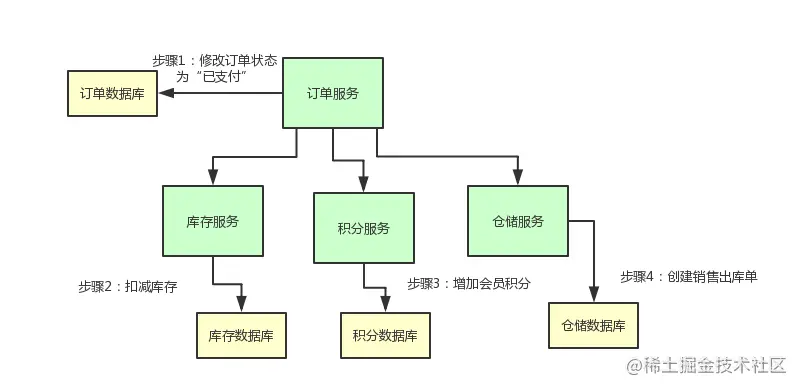 步骤1：修改订单状态
为“已支付”
订单数据库
订单服务
库存服务
积分服务
仓储服务
步骤2：扣减库存
步骤3：增加会员积分
步骤4：创建销售出库单
库存数据库
积分数据库
仓储数据库
@稀土掘金技术社区